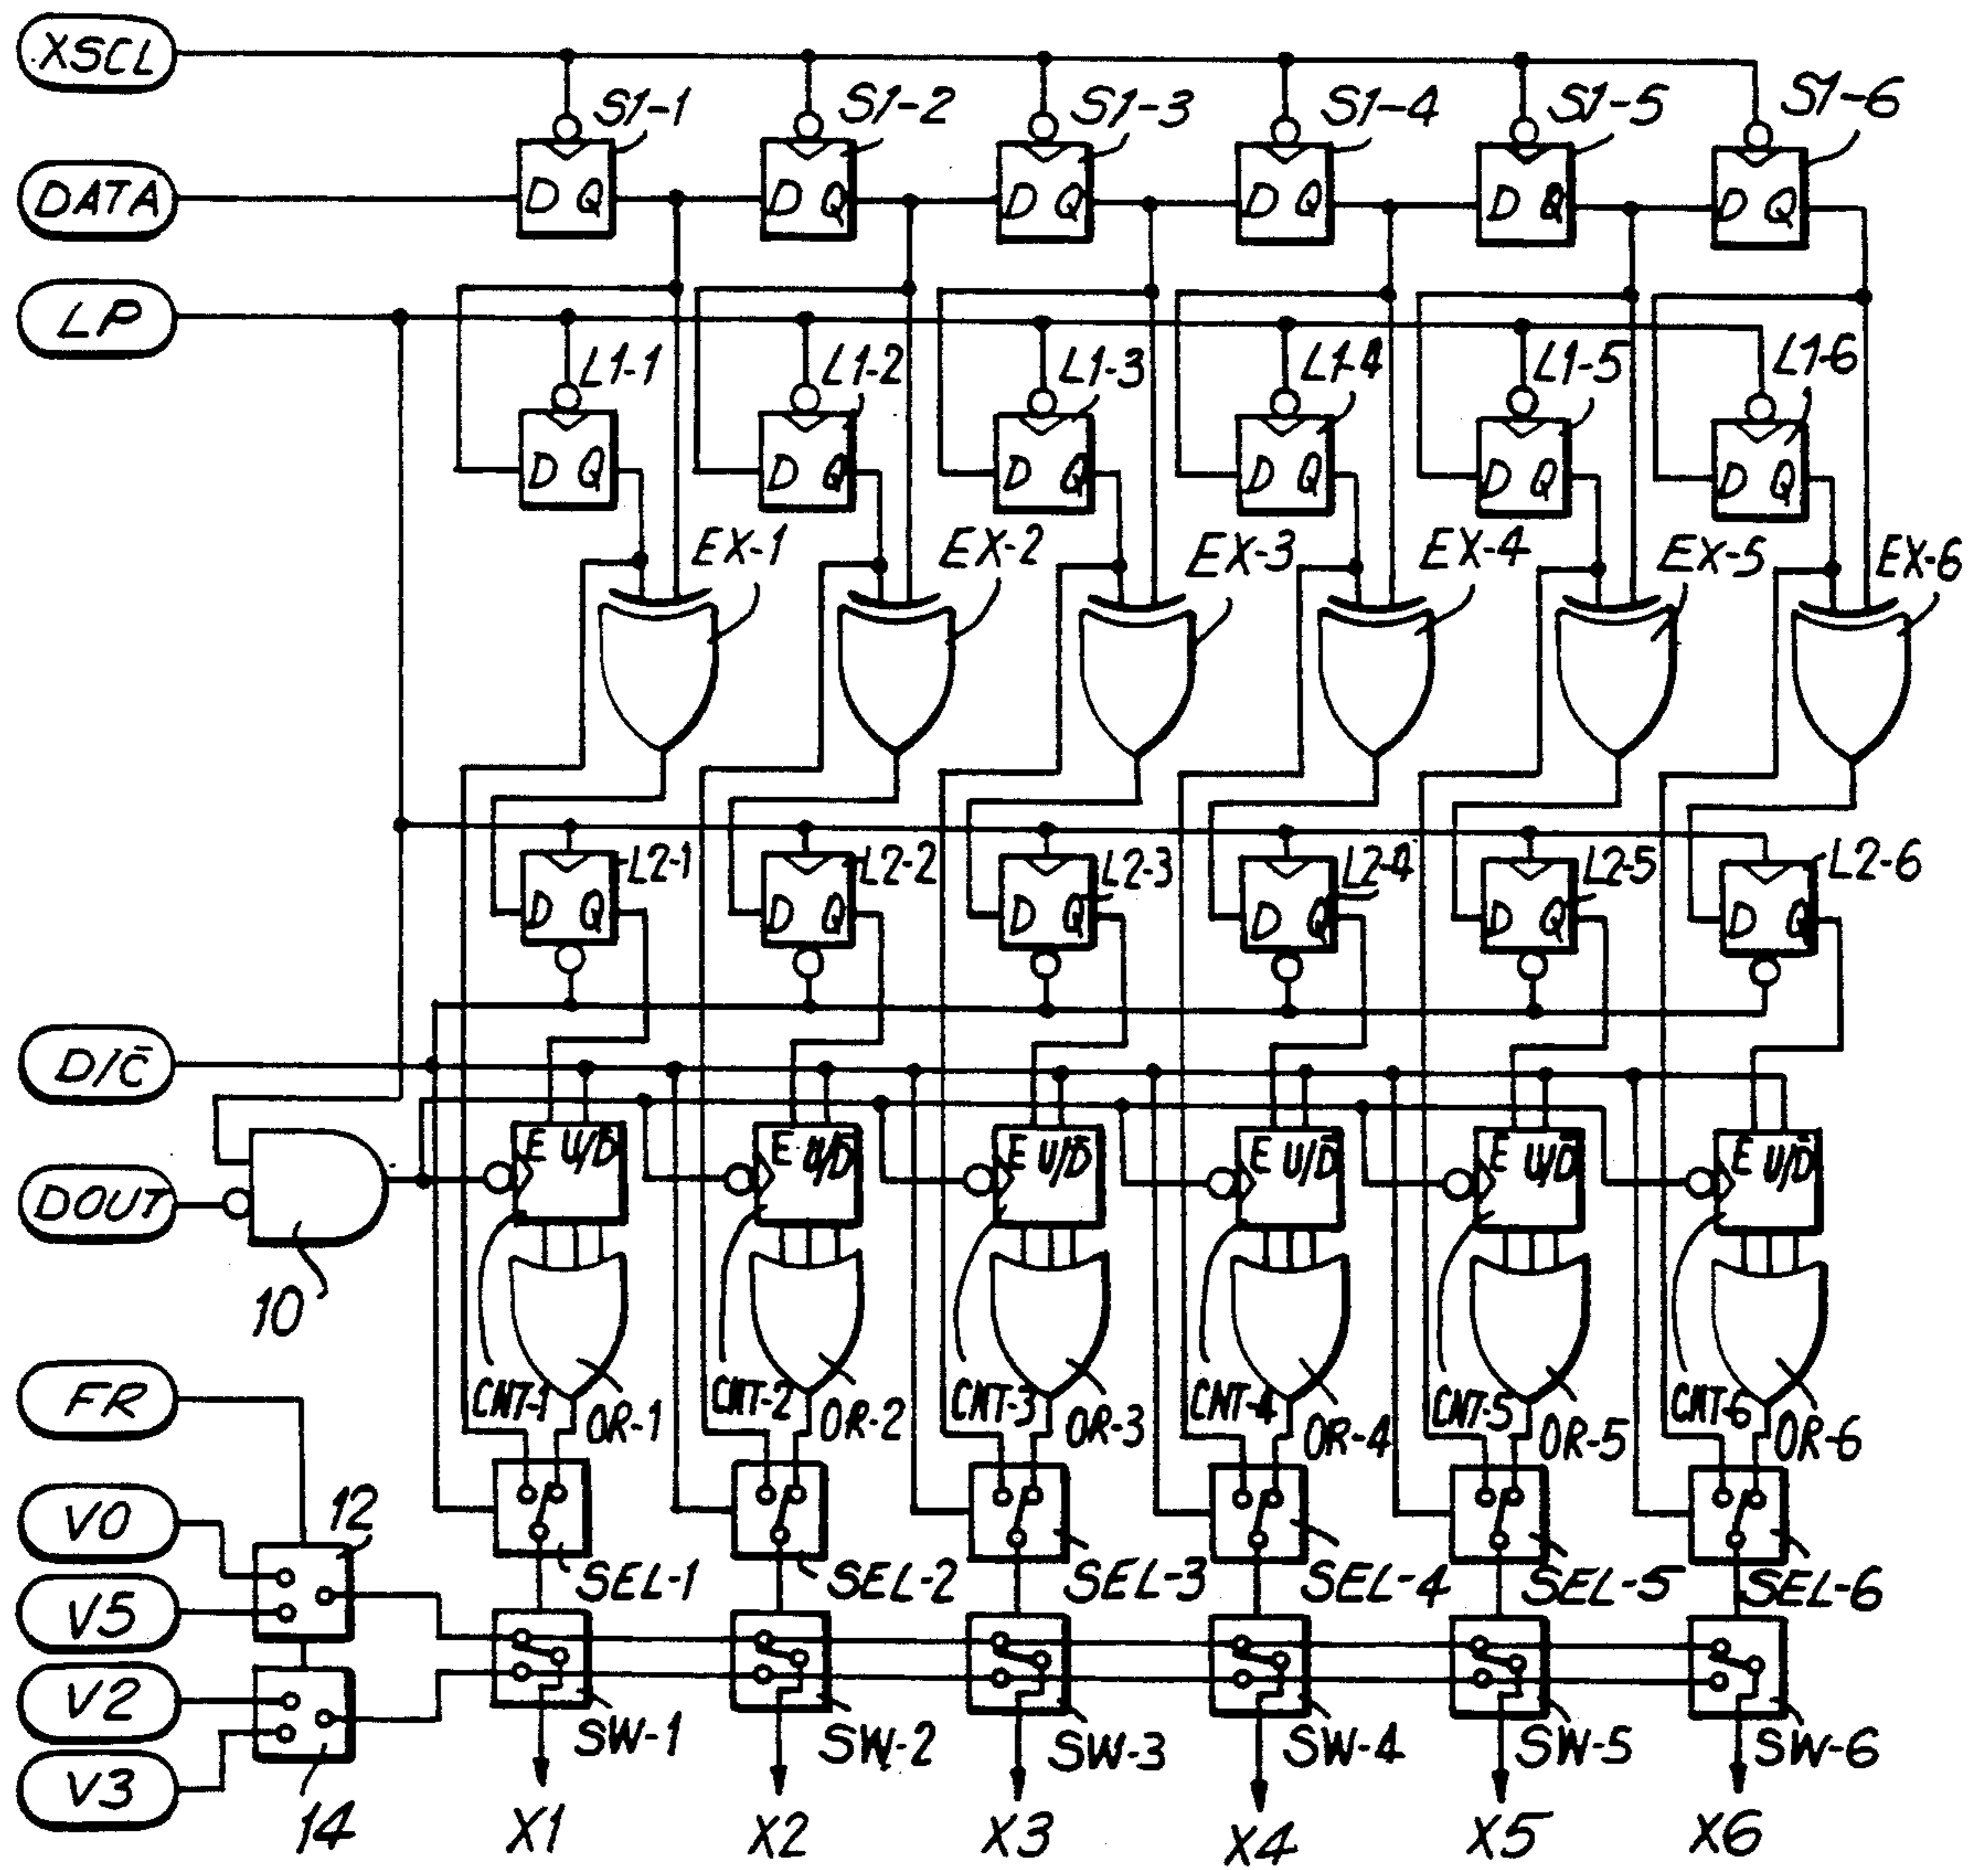 XSCL
S1-1 S1-2 S1-3 S1-4 S1-5 S1-6
DATA
D Q D Q D Q D Q D Q D Q
LP
L1-1 L1-2 L1-3 L1-4 L1-5 L1-6
D Q D Q D Q D Q D Q D Q
EX-1 EX-2 EX-3 EX-4 EX-5 EX-6
L2-1 L2-2 L2-3 L2-4 L2-5 L2-6
D Q D Q D Q D Q D Q D Q
D/C̄
E U/D̄ E U/D̄ E U/D̄ E U/D̄ E U/D̄ E U/D̄
DOUT
10
FR
CNT-1 OR-1 CNT-2 OR-2 CNT-3 OR-3 CNT-4 OR-4 CNT-5 OR-5 CNT-6 OR-6
V0
12
SEL-1 SEL-2 SEL-3 SEL-4 SEL-5 SEL-6
V5
V2
SW-1 SW-2 SW-3 SW-4 SW-5 SW-6
V3
14
X1 X2 X3 X4 X5 X6